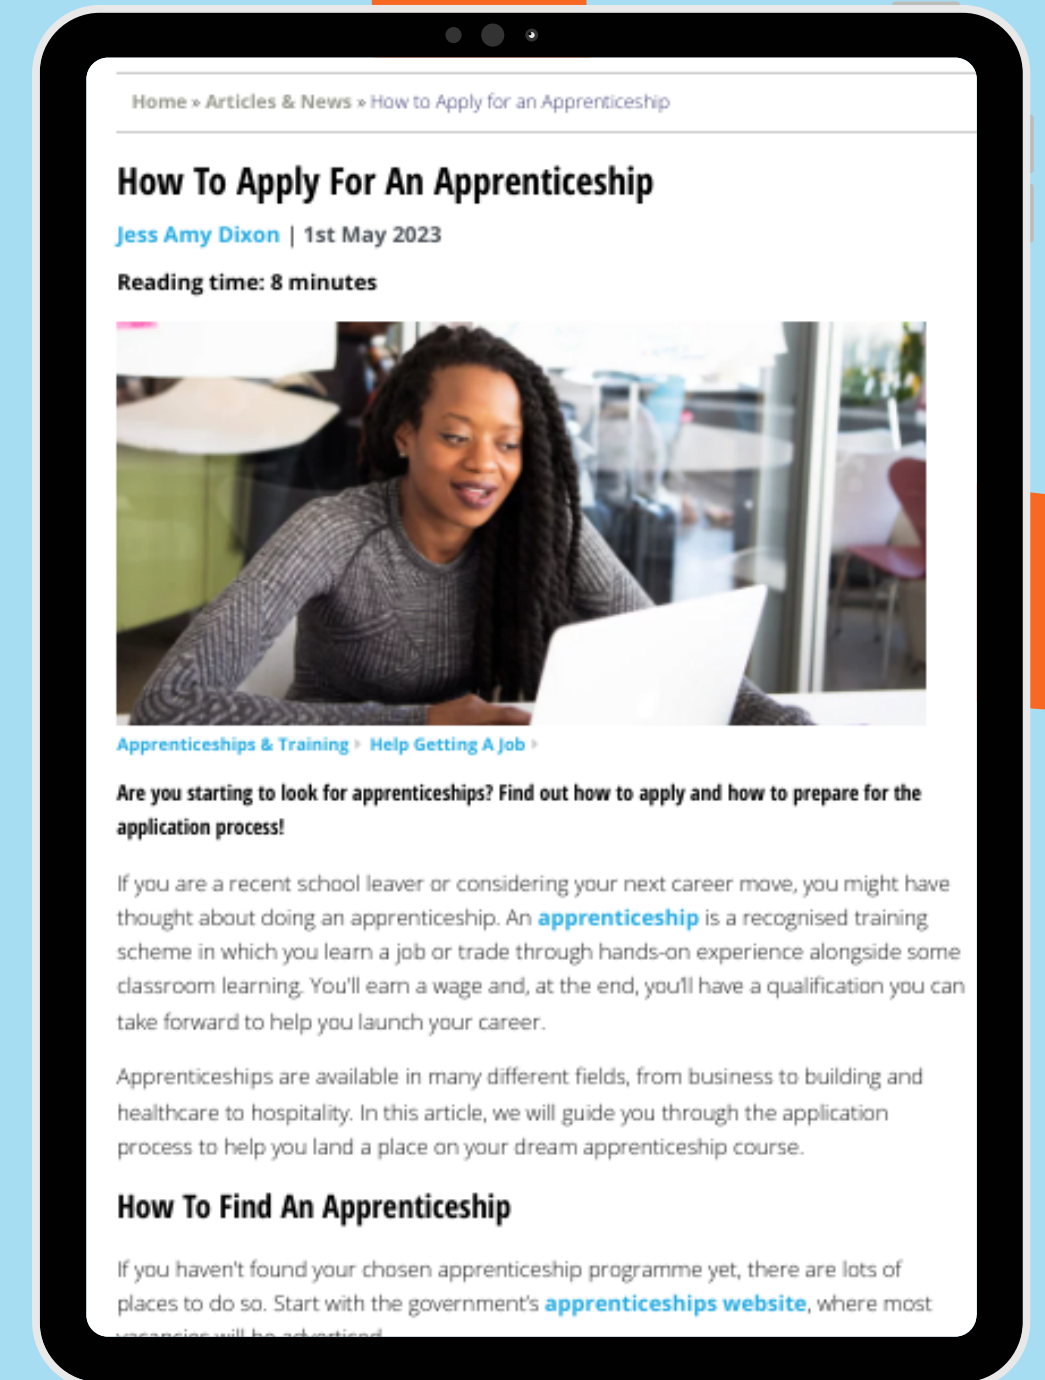 Home » Articles & News » How to Apply for an Apprenticeship
How To Apply For An Apprenticeship
Jess Amy Dixon | 1st May 2023
Reading time: 8 minutes
Apprenticeships & Training
Help Getting A Job
Are you starting to look for apprenticeships? Find out how to apply and how to prepare for the
application process!
If you are a recent school leaver or considering your next career move, you might have
thought about doing an apprenticeship. An apprenticeship is a recognised training
scheme in which you learn a job or trade through hands-on experience alongside some
classroom learning. You'll earn a wage and, at the end, you'll have a qualification you can
take forward to help you launch your career.
Apprenticeships are available in many different fields, from business to building and
healthcare to hospitality. In this article, we will guide you through the application
process to help you land a place on your dream apprenticeship course.
How To Find An Apprenticeship
If you haven't found your chosen apprenticeship programme yet, there are lots of
places to do so. Start with the government's apprenticeships website, where most
vacancies will be advertised.